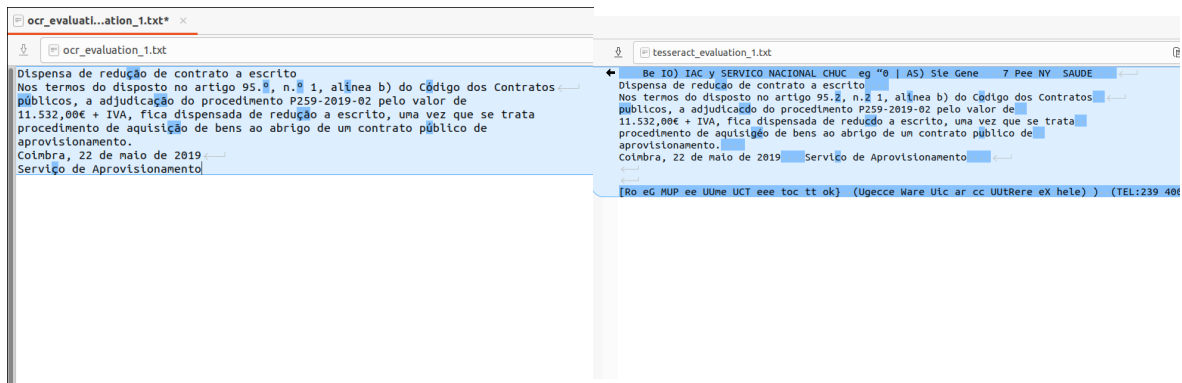 ocr_evaluati...ation_1.txt* ×
ocr_evaluation_1.txt
Dispensa de redução de contrato a escrito
Nos termos do disposto no artigo 95.º, n.º 1, alínea b) do Código dos Contratos
públicos, a adjudicação do procedimento P259-2019-02 pelo valor de
11.532,00€ + IVA, fica dispensada de redução a escrito, uma vez que se trata
procedimento de aquisição de bens ao abrigo de um contrato público de
aprovisionamento.
Coimbra, 22 de maio de 2019
Serviço de Aprovisionamento
tesseract_evaluation_1.txt
Be IO) IAC y SERVICO NACIONAL CHUC eg “0 | AS) Sie Gene 7 Pee NY SAUDE
Dispensa de reducao de contrato a escrito
Nos termos do disposto no artigo 95.2, n.2 1, alinea b) do Codigo dos Contratos
publicos, a adjudicacdo do procedimento P259-2019-02 pelo valor de
11.532,00€ + IVA, fica dispensada de reducdo a escrito, uma vez que se trata
procedimento de aquisigéo de bens ao abrigo de um contrato publico de
aprovisionamento.
Coimbra, 22 de maio de 2019 Servico de Aprovisionamento
[Ro eG MUP ee UUme UCT eee toc tt ok} (Ugecce Ware Uic ar cc UUtRere eX hele) ) (TEL:239 400